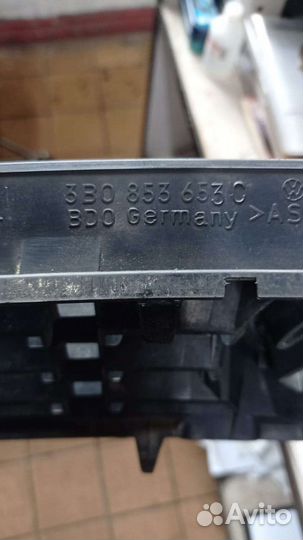 3B0 853 653 C
BDO Germany >AS
Avito